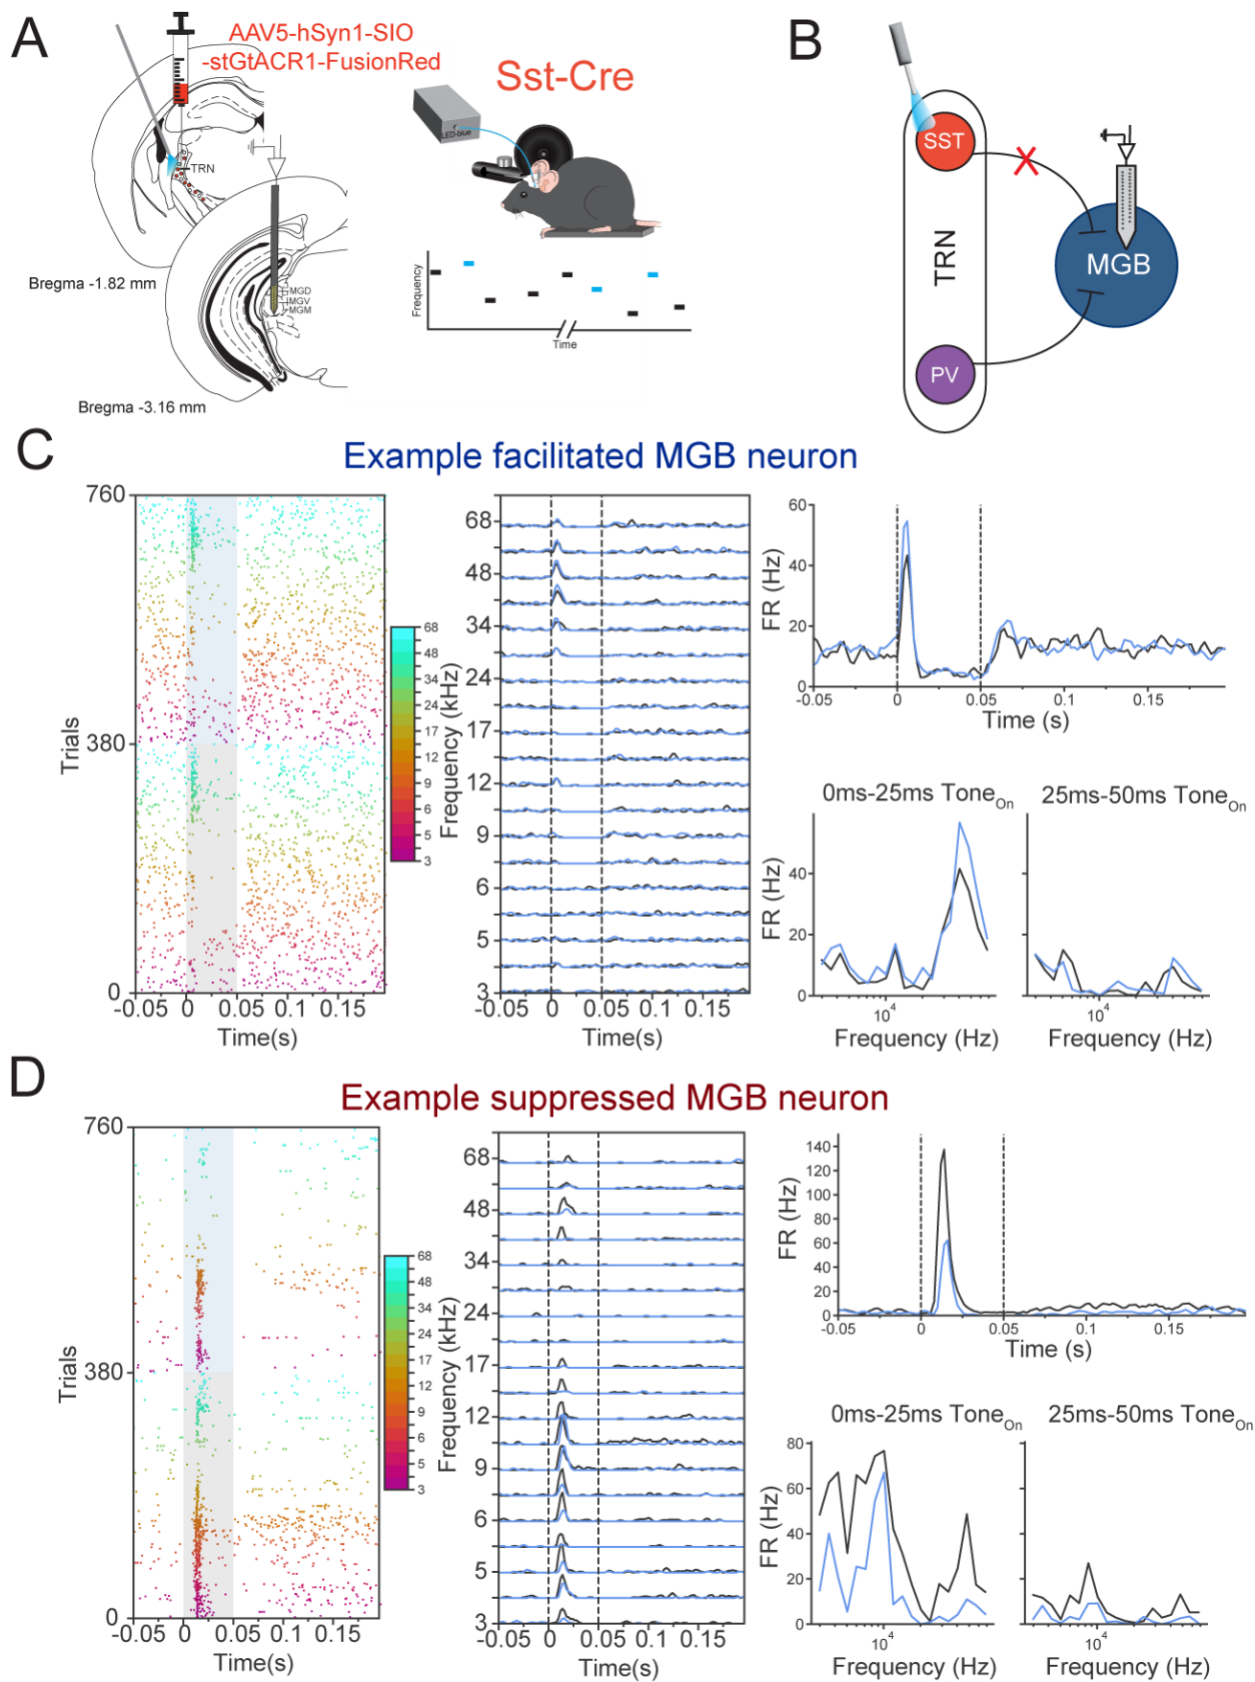 A
AAV5-hSyn1-SIO
-stGtACR1-FusionRed
Sst-Cre
LED-blue
TRN
Bregma -1.82 mm
MGD
MGV
MGM
Bregma -3.16 mm
Frequency
Time
B
SST
TRN
MGB
PV
C
Example facilitated MGB neuron
760
380
0
Trials
-0.05 0 0.05 0.1 0.15
Time(s)
68
48
34
24
17
12
9
6
5
3
Frequency (kHz)
68
48
34
24
17
12
9
6
5
3
-0.05 0 0.05 0.1 0.15
Time(s)
60
40
20
0
FR (Hz)
-0.05 0 0.05 0.1 0.15
Time (s)
0ms-25ms ToneOn
25ms-50ms ToneOn
40
20
0
FR (Hz)
10^4
10^4
Frequency (Hz)
Frequency (Hz)
D
Example suppressed MGB neuron
760
380
0
Trials
-0.05 0 0.05 0.1 0.15
Time(s)
68
48
34
24
17
12
9
6
5
3
Frequency (kHz)
68
48
34
24
17
12
9
6
5
3
-0.05 0 0.05 0.1 0.15
Time(s)
140
120
100
80
60
40
20
0
FR (Hz)
-0.05 0 0.05 0.1 0.15
Time (s)
0ms-25ms ToneOn
25ms-50ms ToneOn
80
60
40
20
0
FR (Hz)
10^4
10^4
Frequency (Hz)
Frequency (Hz)